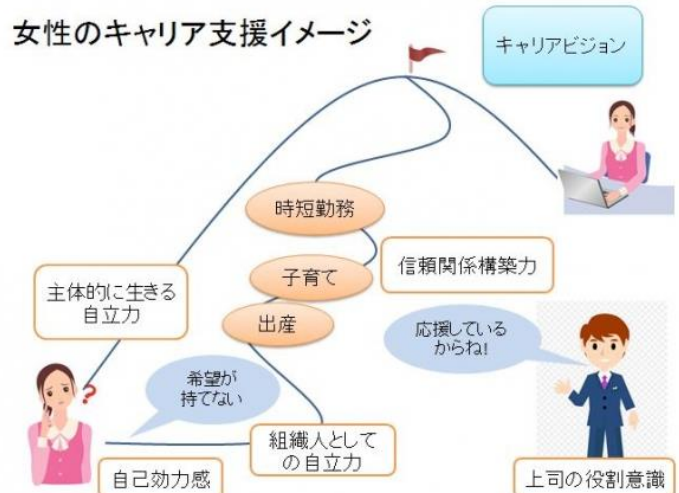 女性のキャリア支援イメージ
キャリアビジョン
時短勤務
信頼関係構築力
子育て
主体的に生きる
自立力
出産
応援している
からね!
希望が
持てない
?
組織人として
の自立力
自己効力感
上司の役割意識